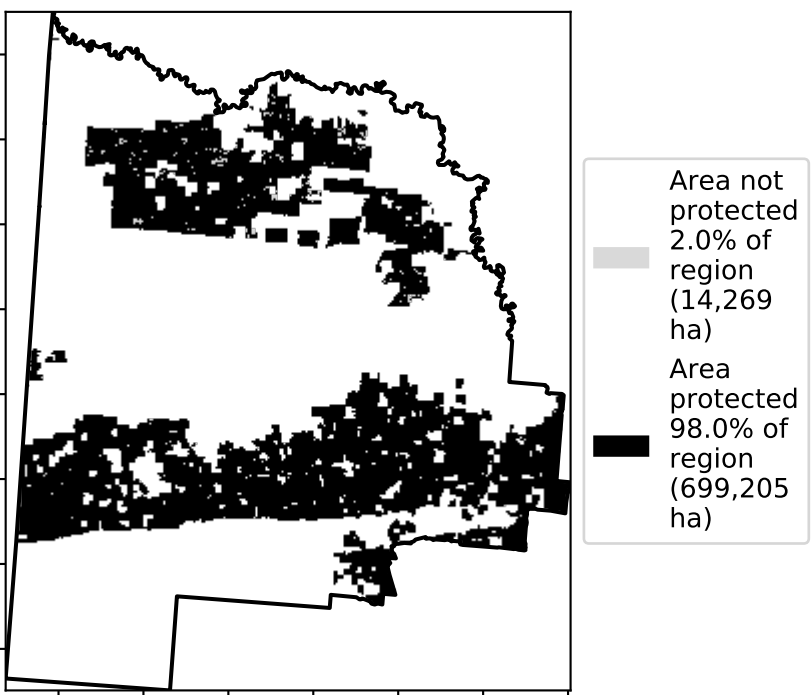 Area not
protected
2.0% of
region
(14,269
ha)
Area
protected
98.0% of
region
(699,205
ha)